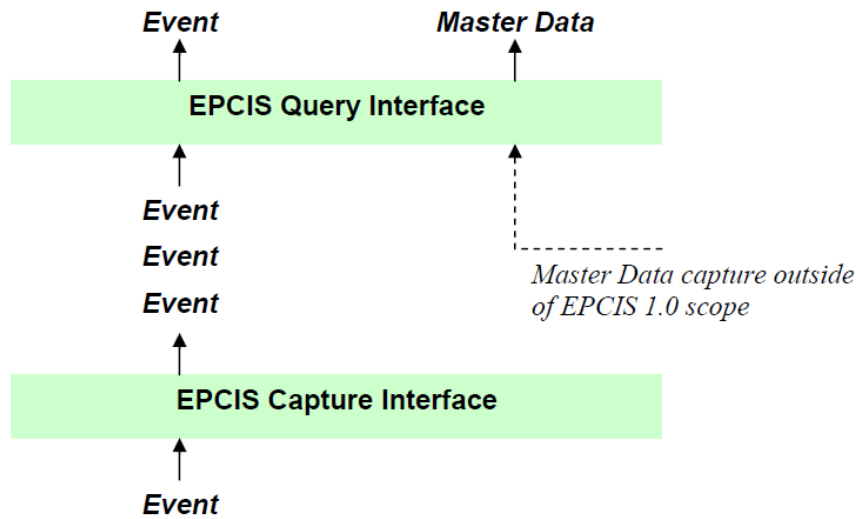 Event Master Data
EPCIS Query Interface
Event
Event
Event
Master Data capture outside
of EPCIS 1.0 scope
EPCIS Capture Interface
Event